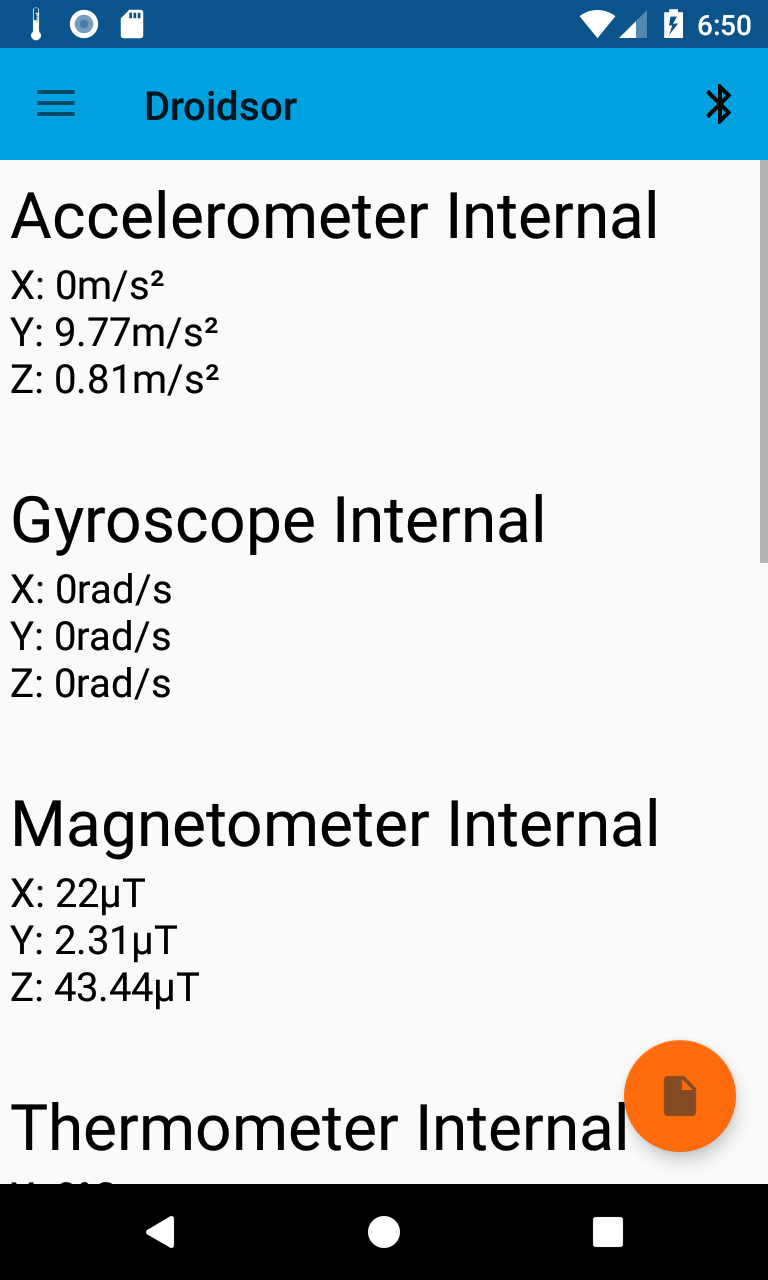 6:50
Droidsor
Accelerometer Internal
X: 0m/s²
Y: 9.77m/s²
Z: 0.81m/s²
Gyroscope Internal
X: 0rad/s
Y: 0rad/s
Z: 0rad/s
Magnetometer Internal
X: 22µT
Y: 2.31µT
Z: 43.44µT
Thermometer Internal